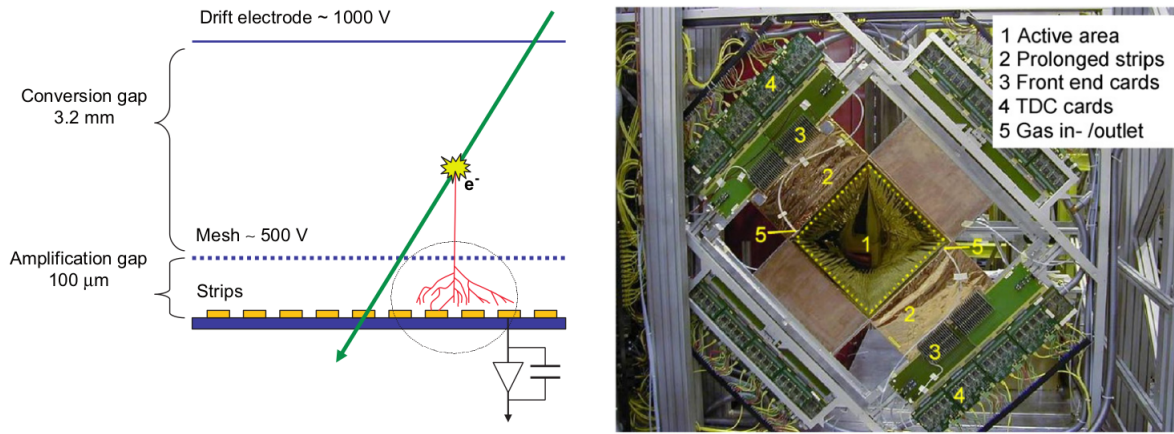 Drift electrode ~ 1000 V
Conversion gap
3.2 mm
e-
Mesh ~ 500 V
Amplification gap
100 μm
Strips
1 Active area
2 Prolonged strips
3 Front end cards
4 TDC cards
5 Gas in- /outlet
4
3
2
5
1
5
2
3
4